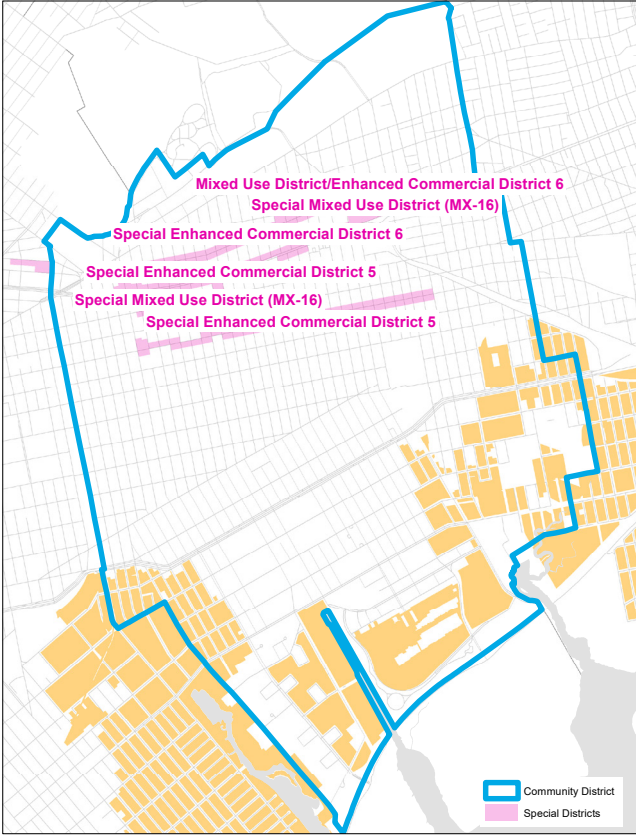 Mixed Use District/Enhanced Commercial District 6
Special Mixed Use District (MX-16)
Special Enhanced Commercial District 6
Special Enhanced Commercial District 5
Special Mixed Use District (MX-16)
Special Enhanced Commercial District 5
Community District
Special Districts